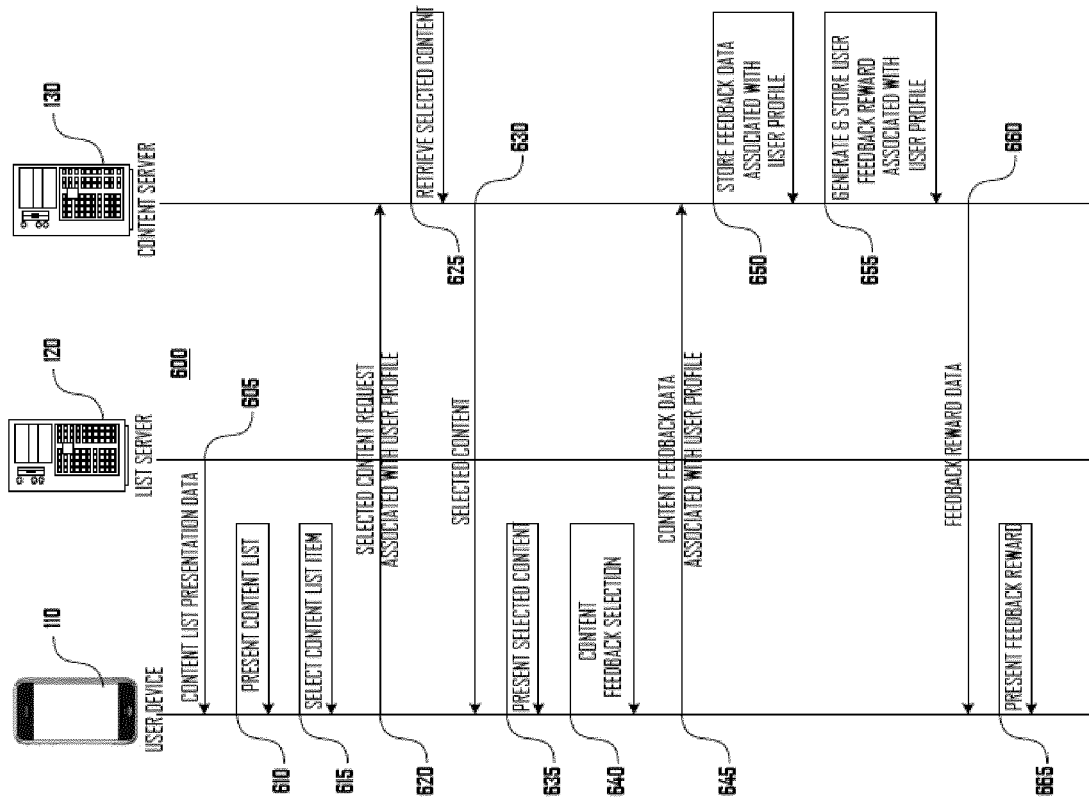 110
USER DEVICE
120
LIST SERVER
130
CONTENT SERVER
600
CONTENT LIST PRESENTATION DATA
605
PRESENT CONTENT LIST
610
SELECT CONTENT LIST ITEM
615
SELECTED CONTENT REQUEST
ASSOCIATED WITH USER PROFILE
620
RETRIEVE SELECTED CONTENT
625
SELECTED CONTENT
630
PRESENT SELECTED CONTENT
635
CONTENT
FEEDBACK SELECTION
640
CONTENT FEEDBACK DATA
ASSOCIATED WITH USER PROFILE
645
STORE FEEDBACK DATA
ASSOCIATED WITH
USER PROFILE
650
GENERATE & STORE USER
FEEDBACK REWARD
ASSOCIATED WITH
USER PROFILE
655
FEEDBACK REWARD DATA
660
PRESENT FEEDBACK REWARD
665